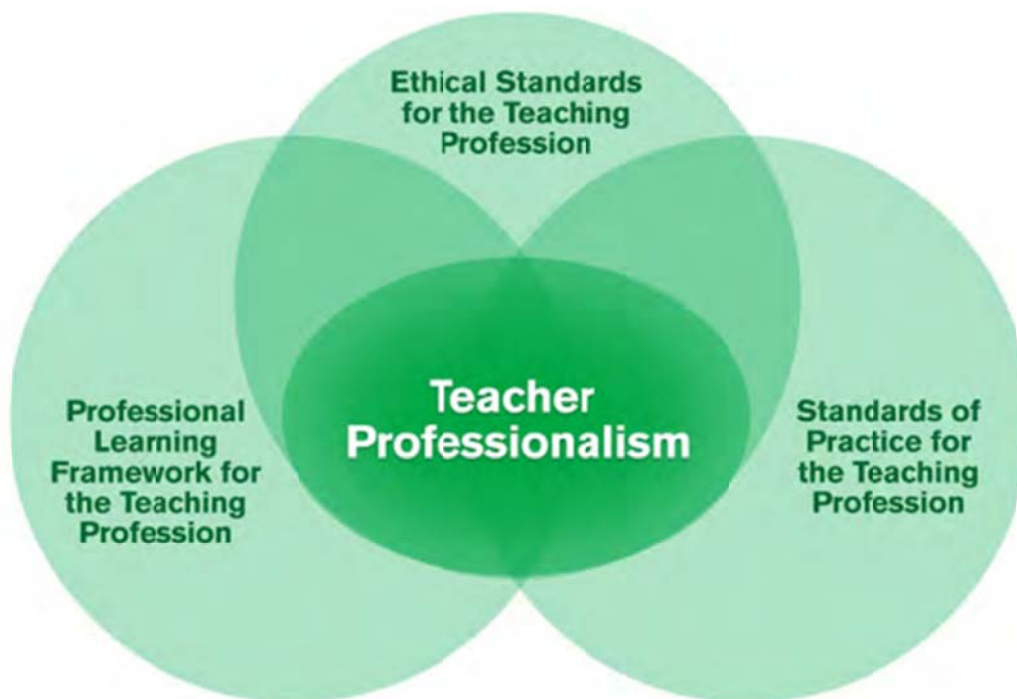 Ethical Standards
for the Teaching
Profession
Professional
Learning
Framework for
the Teaching
Profession
Teacher
Professionalism
Standards of
Practice for
the Teaching
Profession